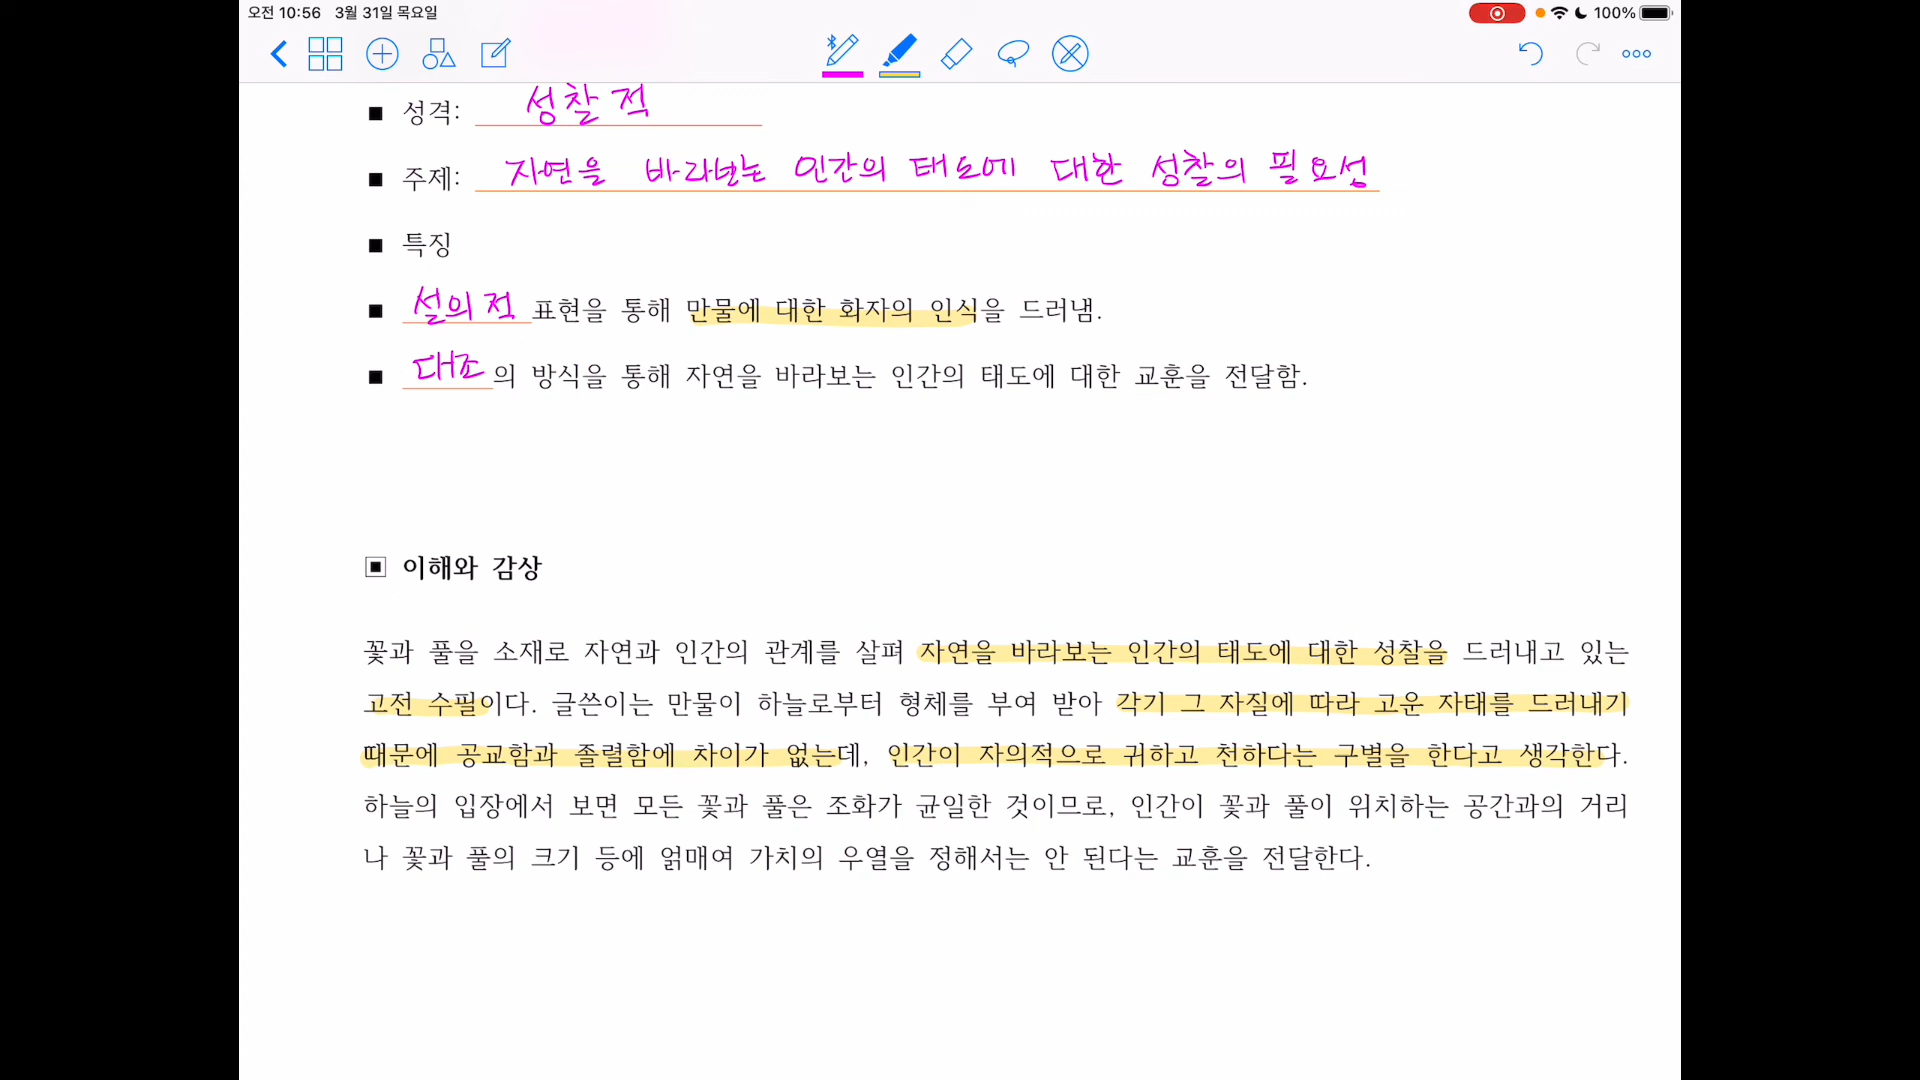 오전 10:56 3월 31일 목요일 100%
■ 성격: 성찰적
■ 주제: 자연을 바라보는 인간의 태도에 대한 성찰의 필요성
■ 특징
■ 설의적 표현을 통해 만물에 대한 화자의 인식을 드러냄.
■ 대조의 방식을 통해 자연을 바라보는 인간의 태도에 대한 교훈을 전달함.
▣ 이해와 감상
꽃과 풀을 소재로 자연과 인간의 관계를 살펴 자연을 바라보는 인간의 태도에 대한 성찰을 드러내고 있는
고전 수필이다. 글쓴이는 만물이 하늘로부터 형체를 부여 받아 각기 그 자질에 따라 고운 자태를 드러내기
때문에 공교함과 졸렬함에 차이가 없는데, 인간이 자의적으로 귀하고 천하다는 구별을 한다고 생각한다.
하늘의 입장에서 보면 모든 꽃과 풀은 조화가 균일한 것이므로, 인간이 꽃과 풀이 위치하는 공간과의 거리
나 꽃과 풀의 크기 등에 얽매여 가치의 우열을 정해서는 안 된다는 교훈을 전달한다.